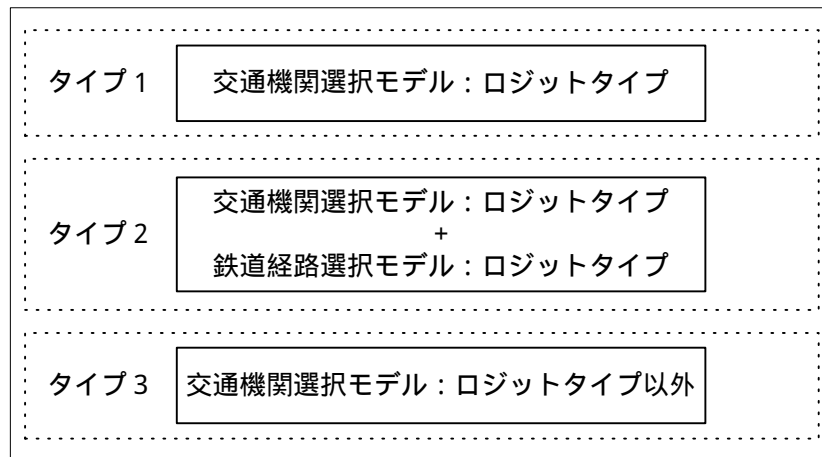 タイプ 1
交通機関選択モデル：ロジットタイプ
タイプ 2
交通機関選択モデル：ロジットタイプ
+
鉄道経路選択モデル：ロジットタイプ
タイプ 3
交通機関選択モデル：ロジットタイプ以外